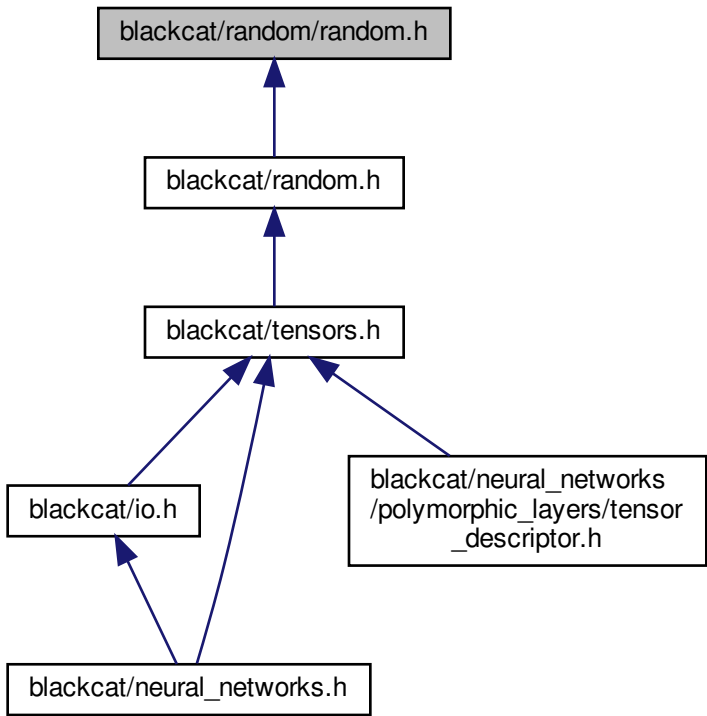 blackcat/random/random.h
blackcat/random.h
blackcat/tensors.h
blackcat/io.h
blackcat/neural_networks
/polymorphic_layers/tensor
_descriptor.h
blackcat/neural_networks.h